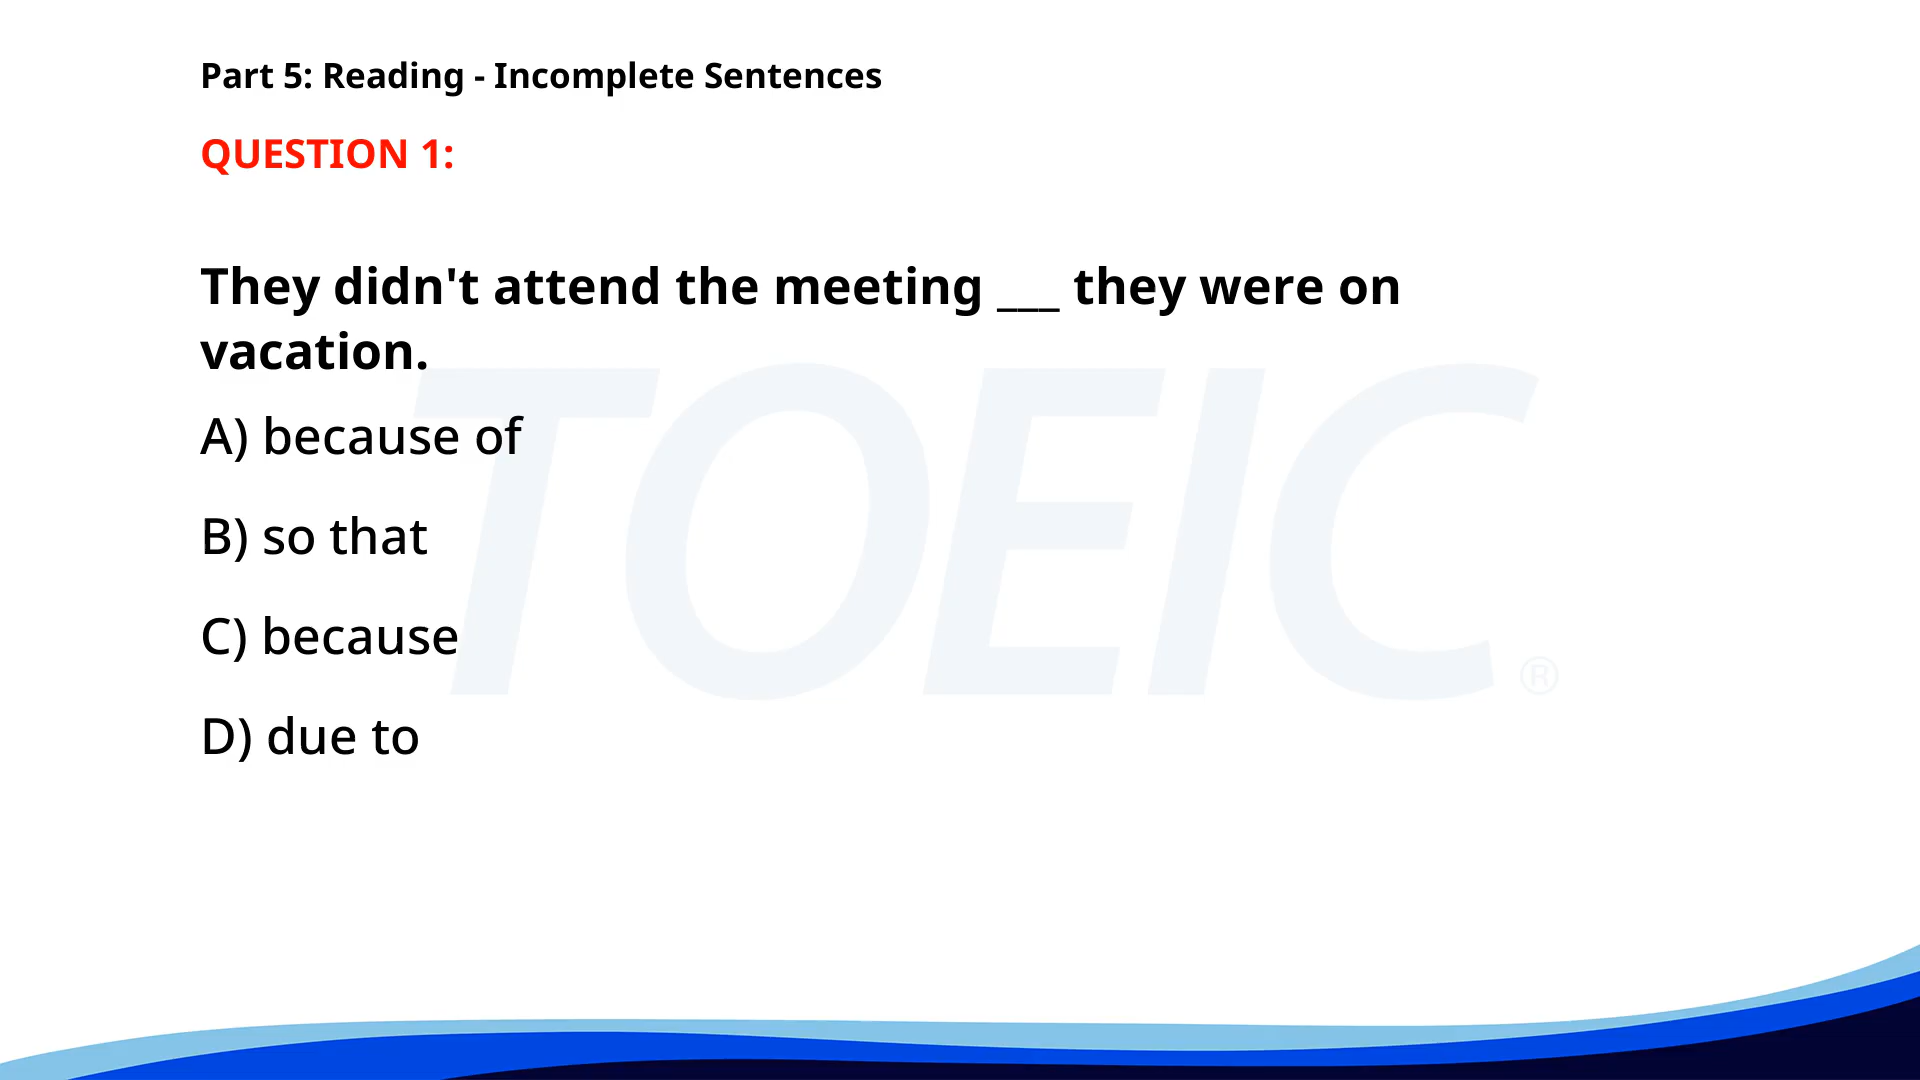 Part 5: Reading - Incomplete Sentences
QUESTION 1:
They didn't attend the meeting ___ they were on
vacation.
A) because of
B) so that
C) because
D) due to
TOEIC®